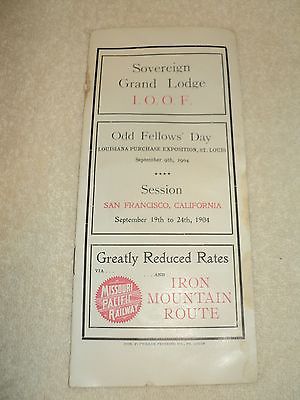 Sovereign
Grand Lodge
I. O. O. F.
Odd Fellows' Day
LOUISIANA PURCHASE EXPOSITION, ST. LOUIS
September 9th, 1904
****
Session
SAN FRANCISCO, CALIFORNIA
September 19th to 24th, 1904
Greatly Reduced Rates
VIA . . . . . . . AND
MISSOURI
PACIFIC
RAILWAY
IRON
MOUNTAIN
ROUTE